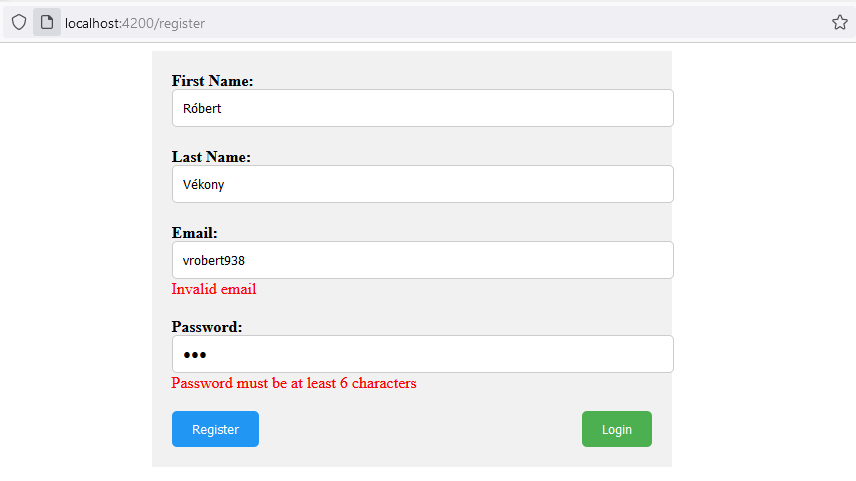 localhost:4200/register
First Name:
Róbert
Last Name:
Vékony
Email:
vrobert938
Invalid email
Password:
●●●
Password must be at least 6 characters
Register Login